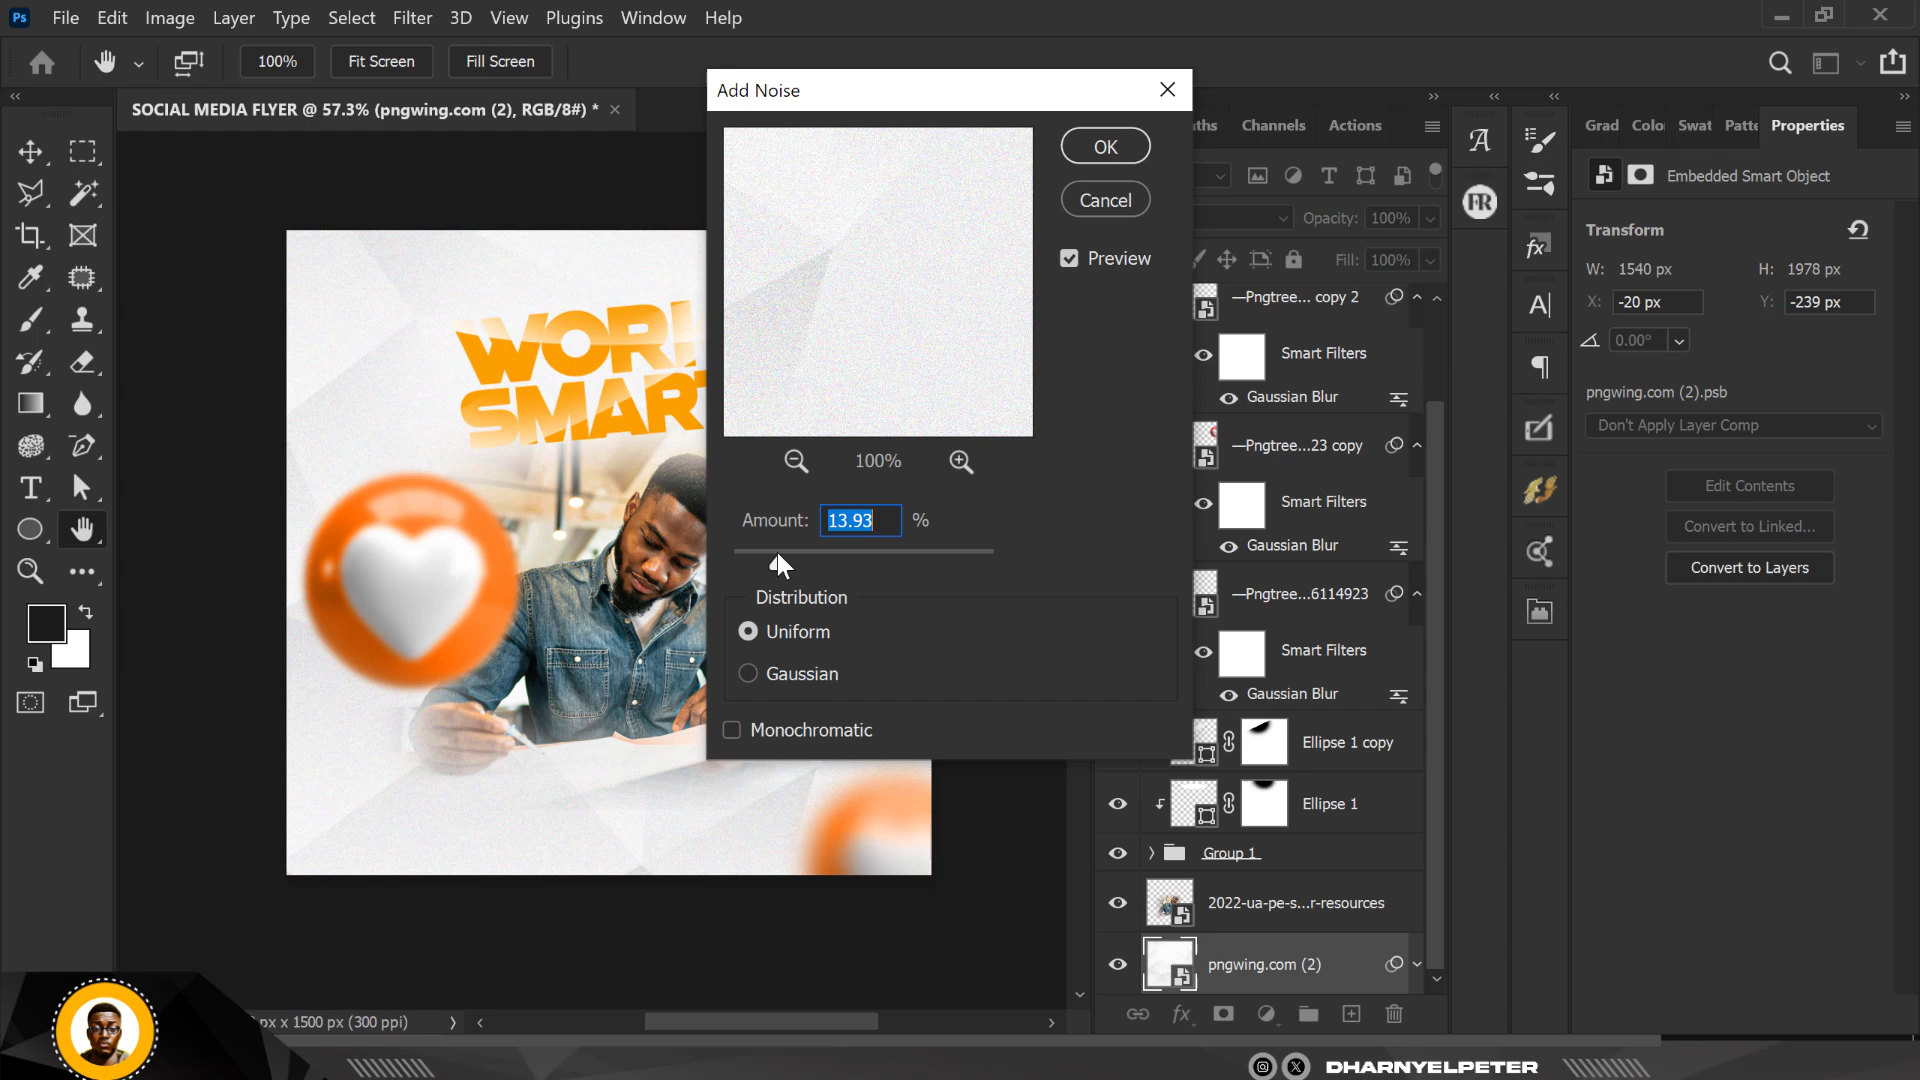 Ps File Edit Image Layer Type Select Filter 3D View Plugins Window Help
100% Fit Screen Fill Screen
SOCIAL MEDIA FLYER @ 57.3% (pngwing.com (2), RGB/8#) *
Add Noise
OK
Cancel
Preview
100%
Amount: 13.93 %
Distribution
Uniform
Gaussian
Monochromatic
WORL
SMART
Channels Actions
Opacity: 100%
Fill: 100%
—Pngtree... copy 2
Smart Filters
Gaussian Blur
—Pngtree...23 copy
Smart Filters
Gaussian Blur
—Pngtree...6114923
Smart Filters
Gaussian Blur
Ellipse 1 copy
Ellipse 1
Group 1
2022-ua-pe-s...r-resources
pngwing.com (2)
fx
A
FR
fx
A|
Grad Colo Swat Patte Properties
Embedded Smart Object
Transform
W: 1540 px H: 1978 px
X: -20 px Y: -239 px
0.00°
pngwing.com (2).psb
Don't Apply Layer Comp
Edit Contents
Convert to Linked...
Convert to Layers
px x 1500 px (300 ppi)
DHARNYELPETER